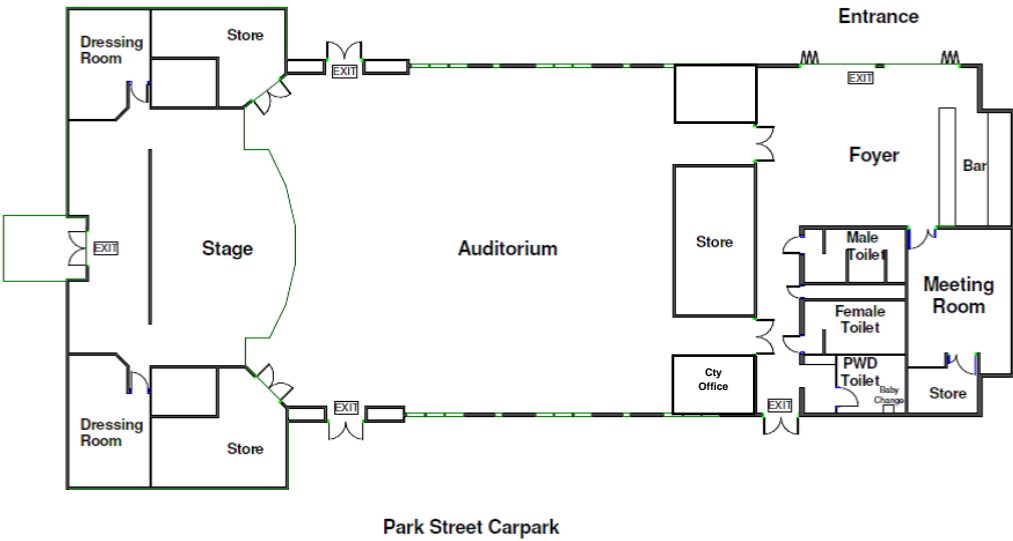 Entrance
Dressing
Room
Store
EXIT
EXIT
Foyer
Bar
EXIT
Stage
Auditorium
Store
Male
Toilet
Meeting
Room
Female
Toilet
PWD
Toilet
Baby
Change
Cty
Office
Store
EXIT
EXIT
Dressing
Room
Store
Park Street Carpark